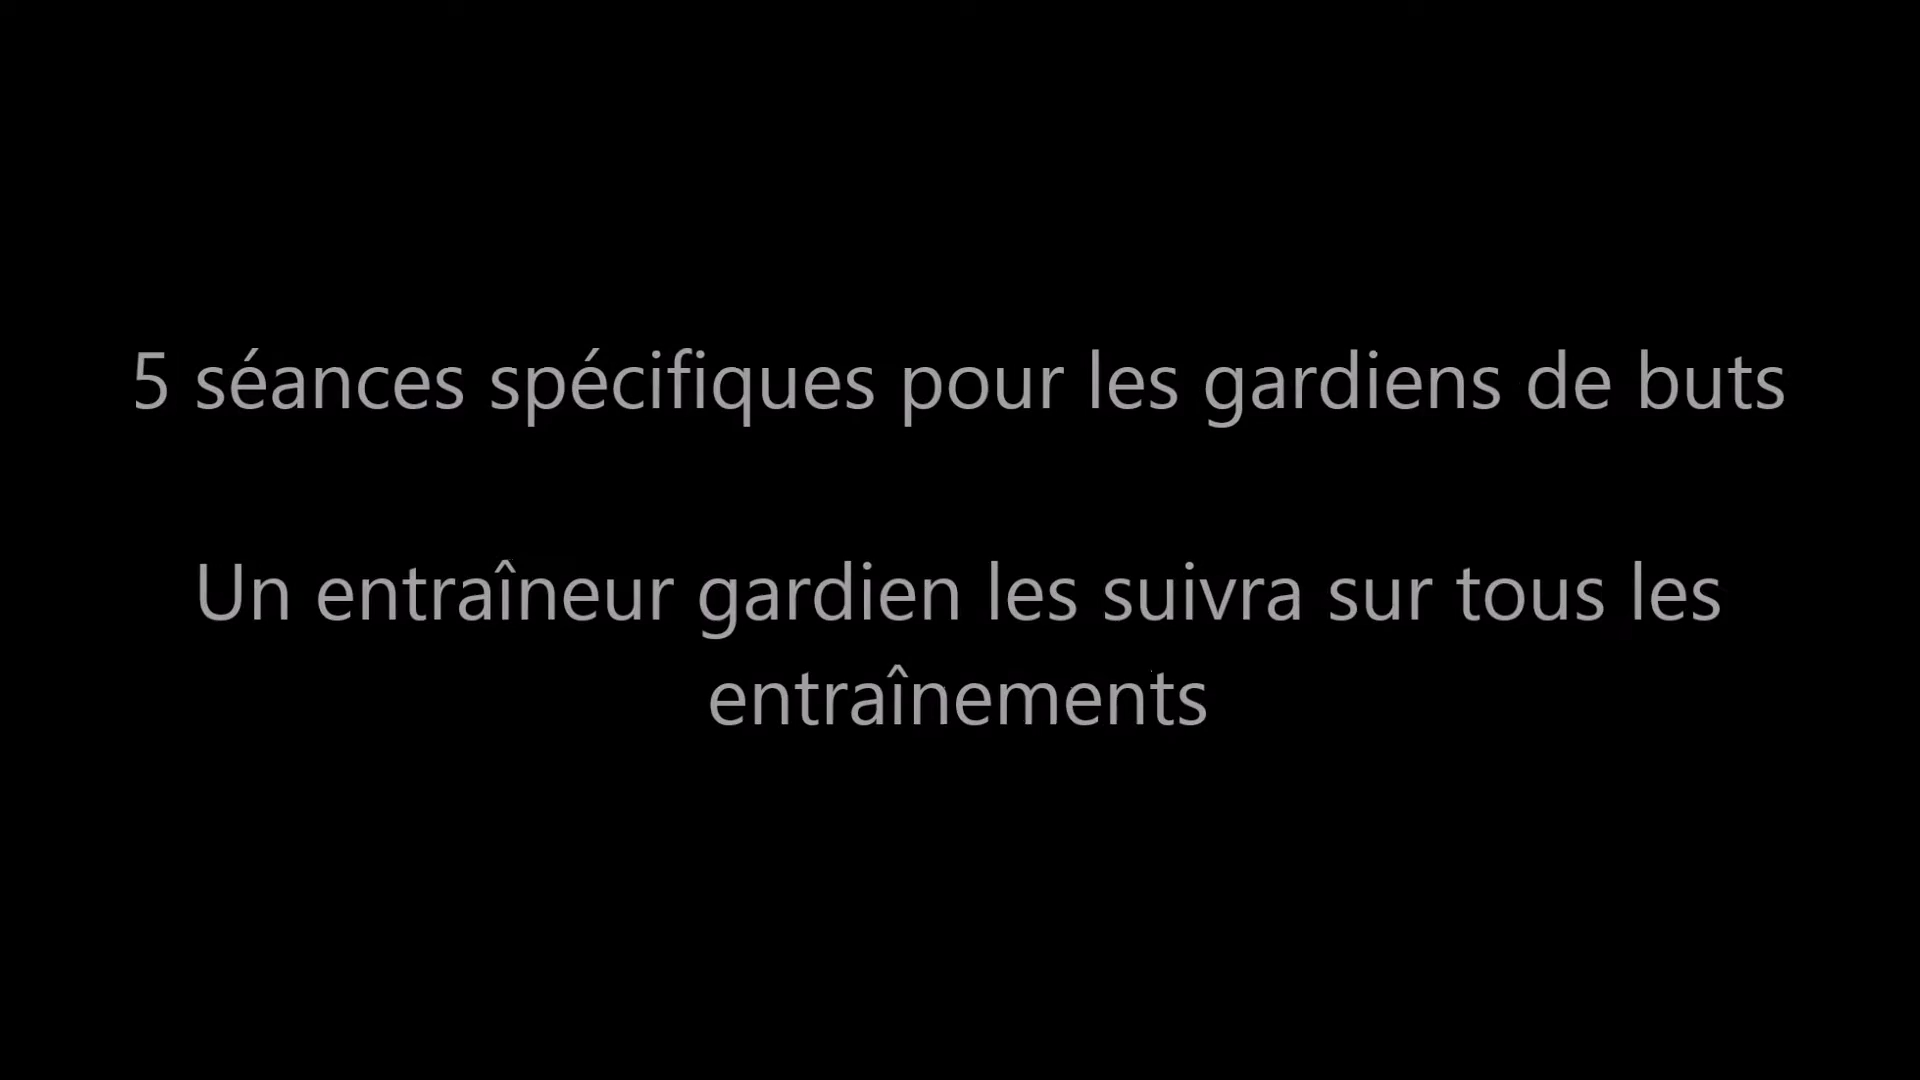 5 séances spécifiques pour les gardiens de buts
Un entraîneur gardien les suivra sur tous les
entraînements